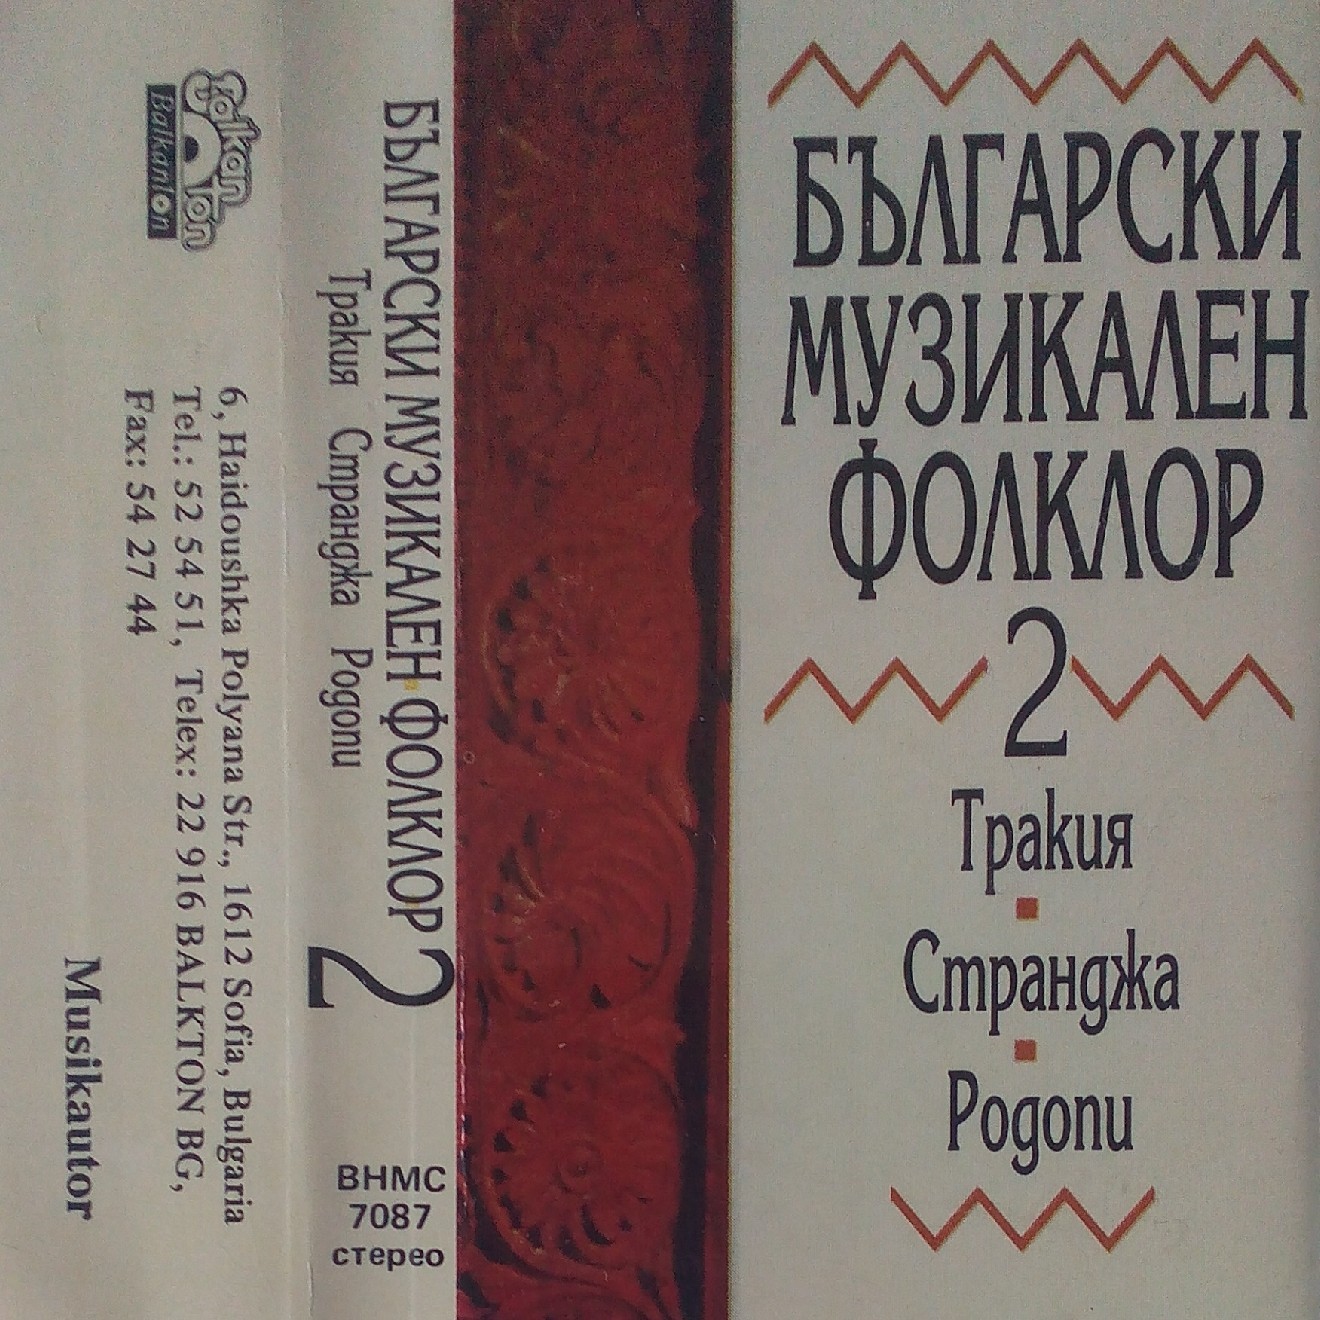 БЪЛГАРСКИ
МУЗИКАЛЕН
ФОЛКЛОР
2
Тракия
Странджа
Родопи
БЪЛГАРСКИ МУЗИКАЛЕН ФОЛКЛОР 2
Тракия Странджа Родопи
ВНМС
7087
стерео
Balkanton
Balkanton
6, Haidoushka Polyana Str., 1612 Sofia, Bulgaria
Tel.: 52 54 51, Telex: 22 916 BALKTON BG,
Fax: 54 27 44
Musikautor